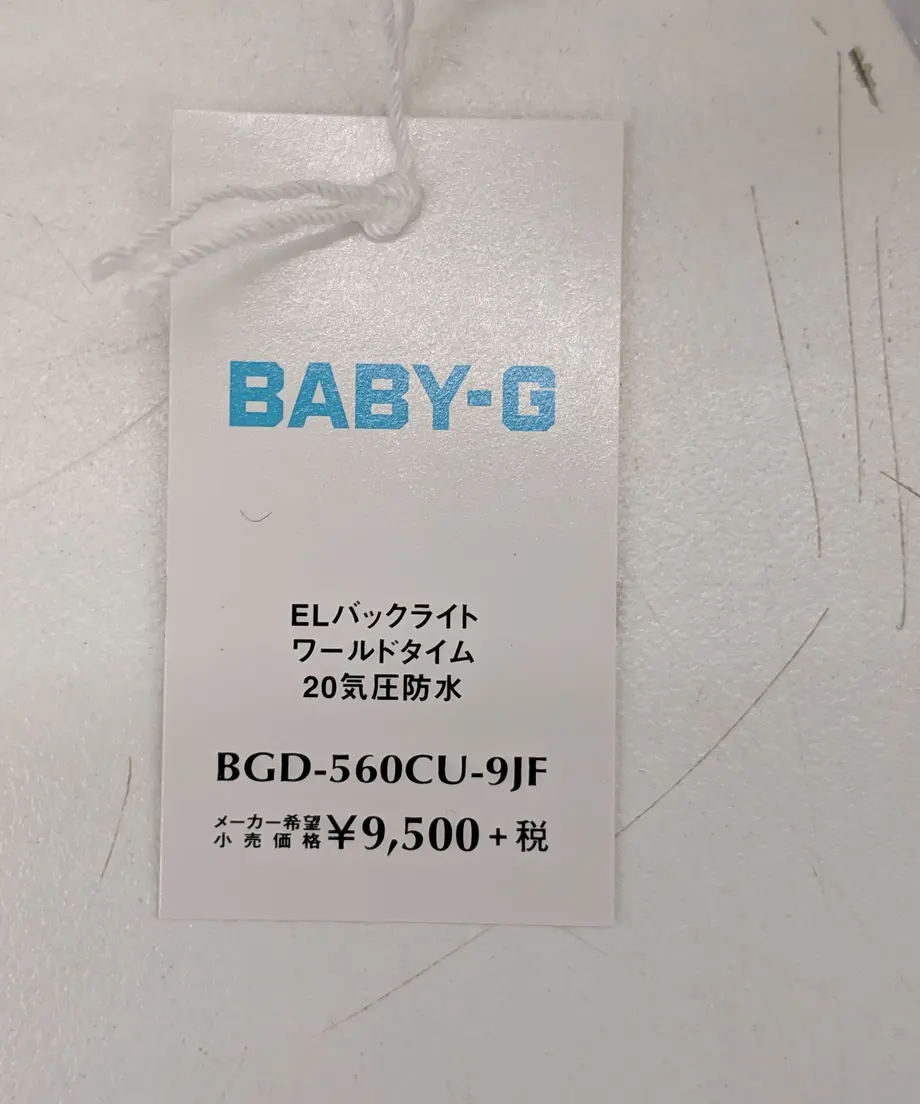 BABY-G
ELバックライト
ワールドタイム
20気圧防水
BGD-560CU-9JF
メーカー希望小売価格 ¥9,500+税